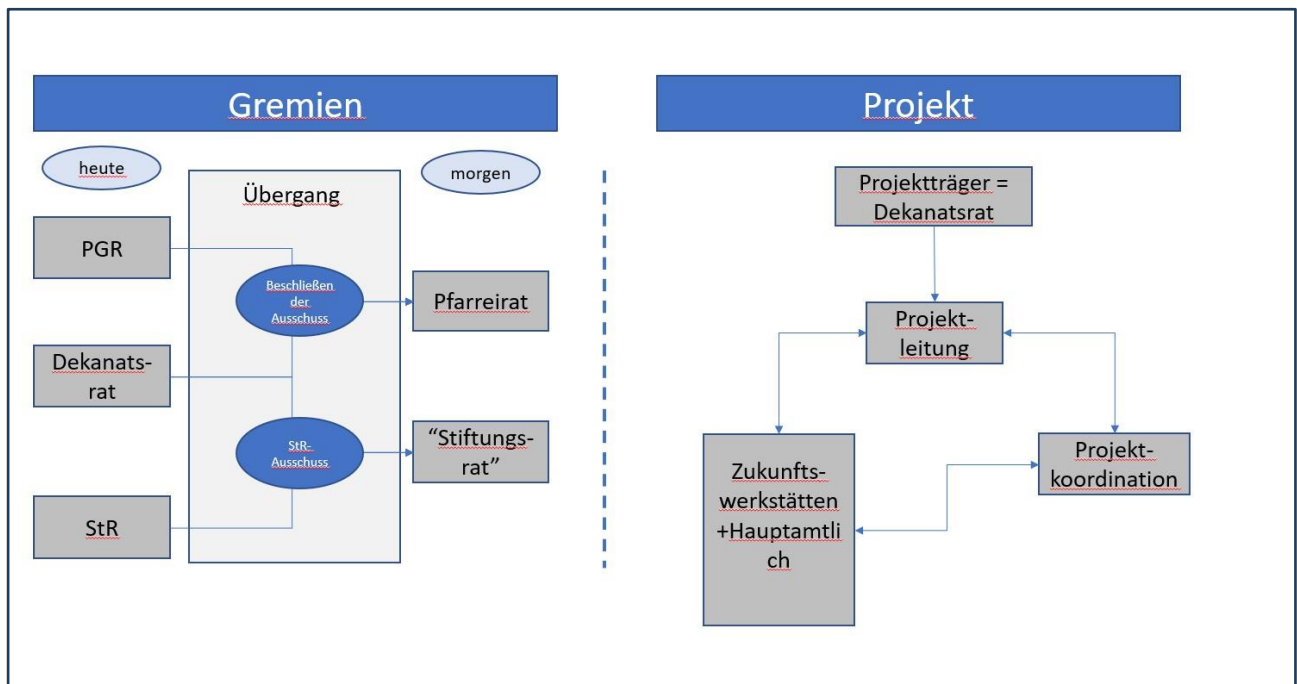 Gremien
heute
morgen
Übergang
PGR
Beschließen
der
Ausschuss
Pfarreirat
Dekanats-
rat
StR-
Ausschuss
“Stiftungs-
rat”
StR
Projekt
Projektträger =
Dekanatsrat
Projekt-
leitung
Zukunfts-
werkstätten
+Hauptamtli
ch
Projekt-
koordination